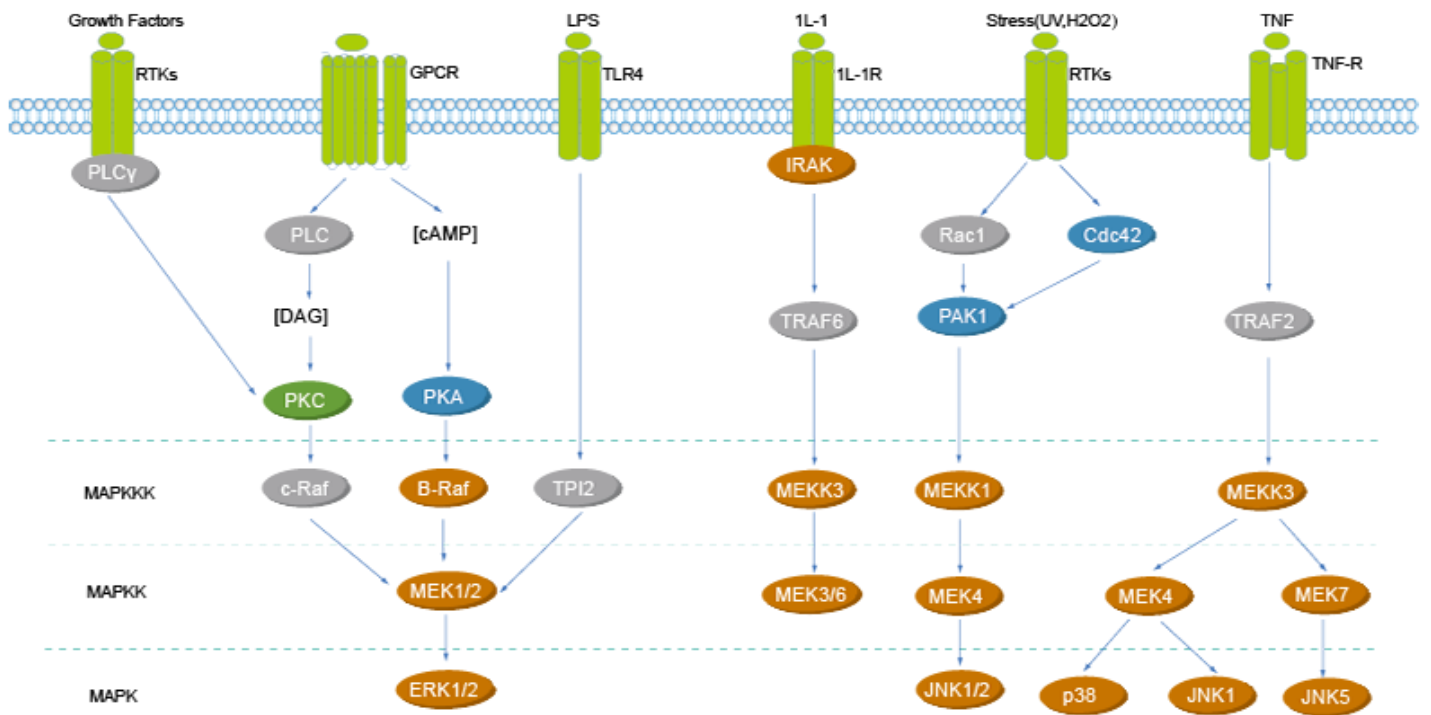 Growth Factors
LPS
1L-1
Stress(UV,H2O2)
TNF
RTKs
GPCR
TLR4
1L-1R
RTKs
TNF-R
PLCγ
IRAK
PLC
[cAMP]
Rac1
Cdc42
[DAG]
TRAF6
PAK1
TRAF2
PKC
PKA
MAPKKK
c-Raf
B-Raf
TPI2
MEKK3
MEKK1
MEKK3
MAPKK
MEK1/2
MEK3/6
MEK4
MEK4
MEK7
MAPK
ERK1/2
JNK1/2
p38
JNK1
JNK5